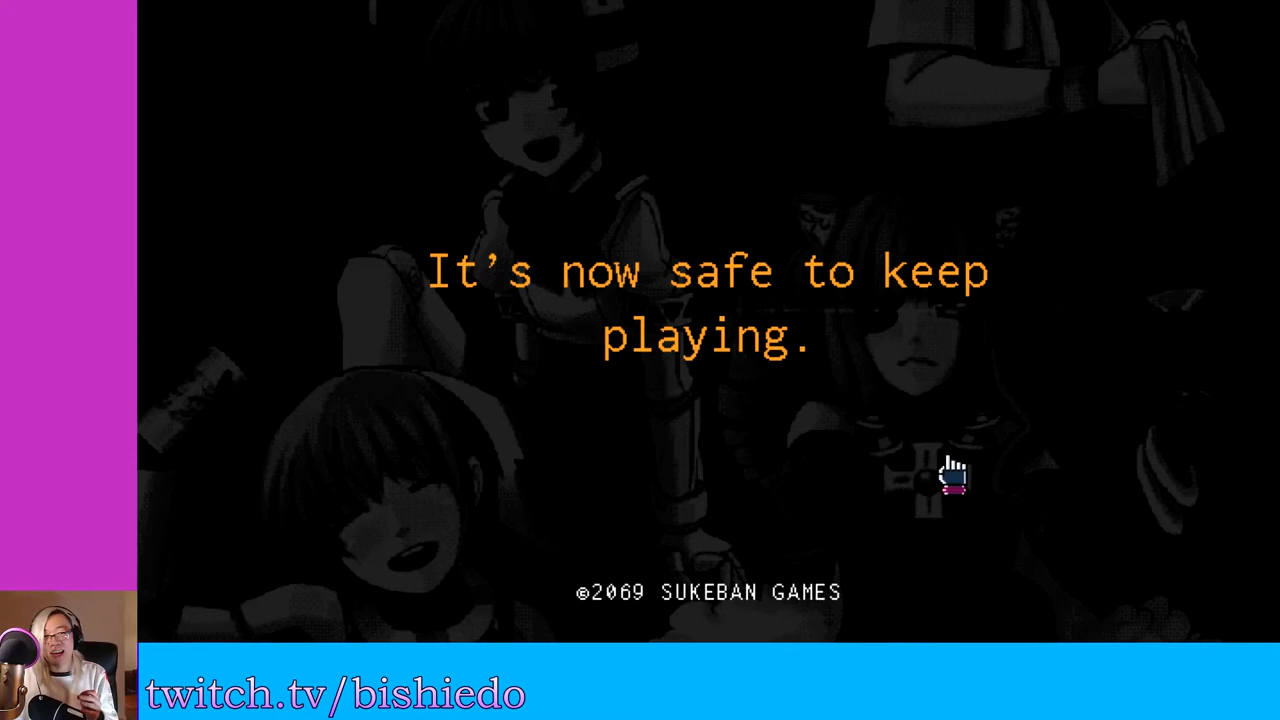 It's now safe to keep
playing.
©2069 SUKEBAN GAMES
twitch.tv/bishiedo